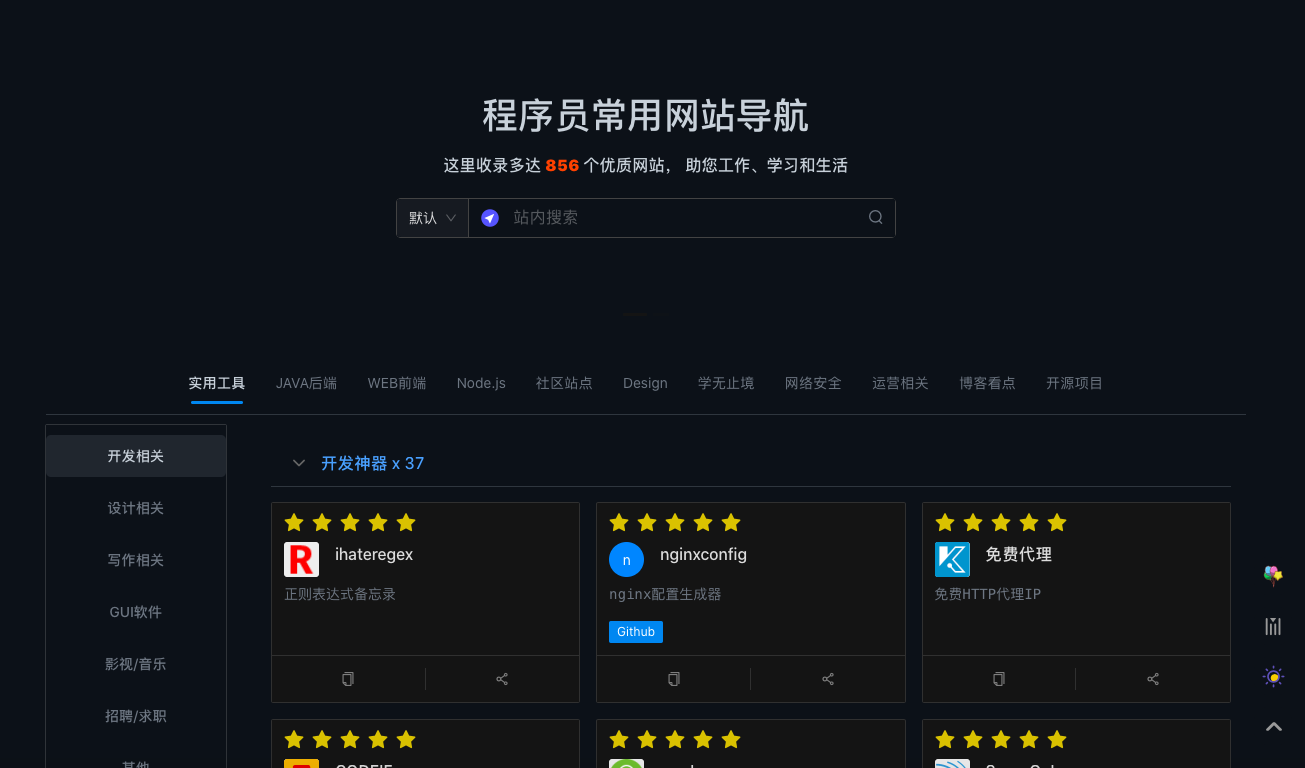 程序员常用网站导航
这里收录多达 856 个优质网站， 助您工作、学习和生活
默认 站内搜索
实用工具 JAVA后端 WEB前端 Node.js 社区站点 Design 学无止境 网络安全 运营相关 博客看点 开源项目
开发相关
设计相关
写作相关
GUI软件
影视/音乐
招聘/求职
其他
开发神器 x 37
R
ihateregex
正则表达式备忘录
n
nginxconfig
nginx配置生成器
Github
免费代理
免费HTTP代理IP